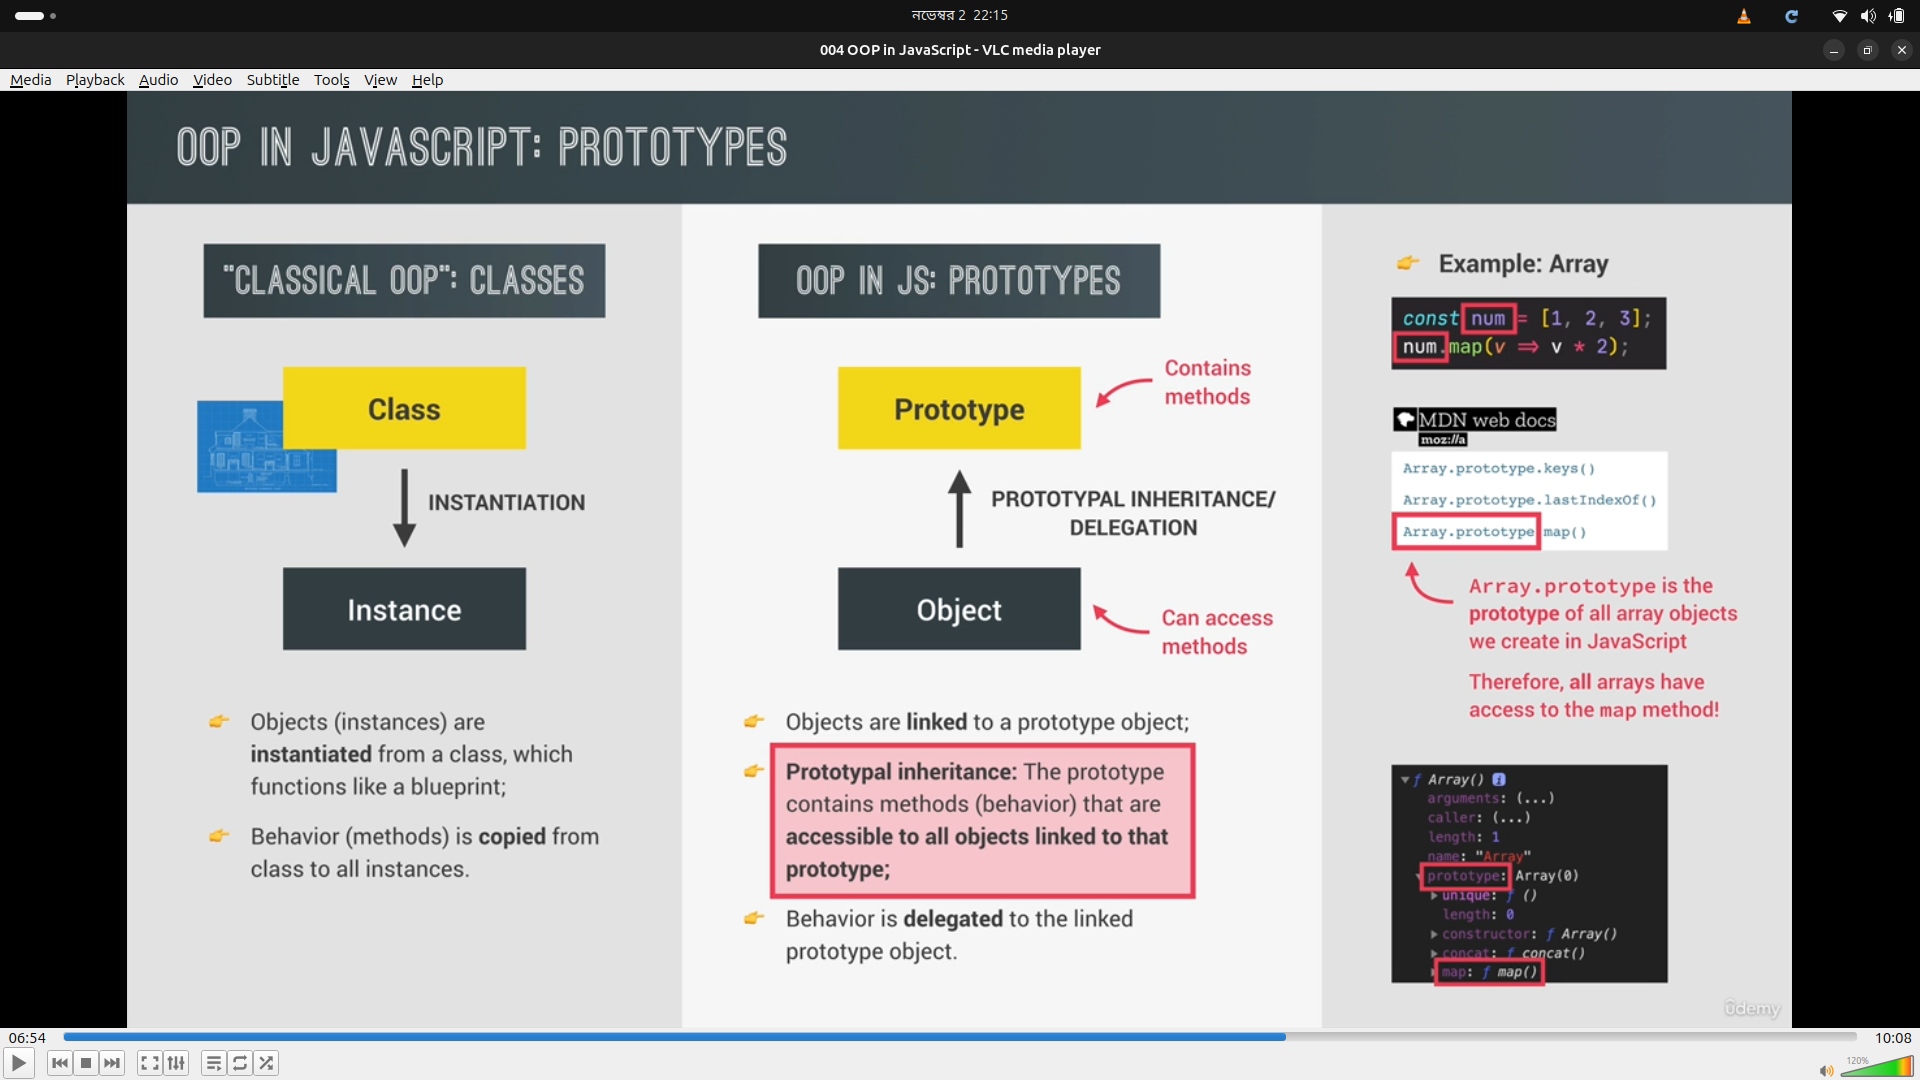 নভেম্বর 2 22:15
004 OOP in JavaScript - VLC media player
Media Playback Audio Video Subtitle Tools View Help
OOP IN JAVASCRIPT: PROTOTYPES
"CLASSICAL OOP": CLASSES
Class
INSTANTIATION
Instance
Objects (instances) are
instantiated from a class, which
functions like a blueprint;
Behavior (methods) is copied from
class to all instances.
OOP IN JS: PROTOTYPES
Prototype
Contains
methods
PROTOTYPAL INHERITANCE/
DELEGATION
Object
Can access
methods
Objects are linked to a prototype object;
Prototypal inheritance: The prototype
contains methods (behavior) that are
accessible to all objects linked to that
prototype;
Behavior is delegated to the linked
prototype object.
Example: Array
const num = [1, 2, 3];
num.map(v => v * 2);
MDN web docs
moz://a
Array.prototype.keys()
Array.prototype.lastIndexOf()
Array.prototype.map()
Array.prototype is the
prototype of all array objects
we create in JavaScript
Therefore, all arrays have
access to the map method!
ƒ Array() i
arguments: (...)
caller: (...)
length: 1
name: "Array"
prototype: Array(0)
unique: ƒ ()
length: 0
constructor: ƒ Array()
concat: ƒ concat()
map: ƒ map()
ûdemy
06:54
10:08
120%